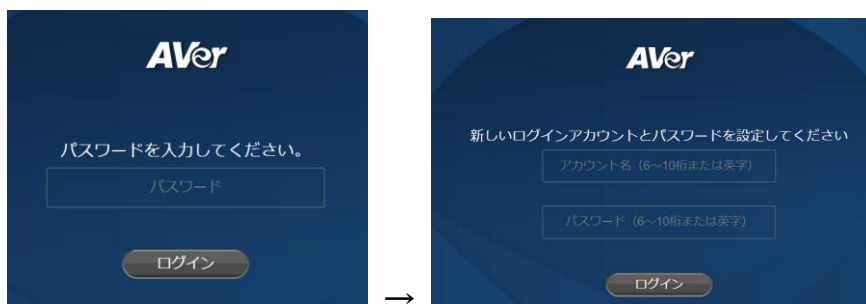 AVer
パスワードを入力してください。
パスワード
ログイン
→
AVer
新しいログインアカウントとパスワードを設定してください
アカウント名（6～10桁または英字）
パスワード（6～10桁または英字）
ログイン